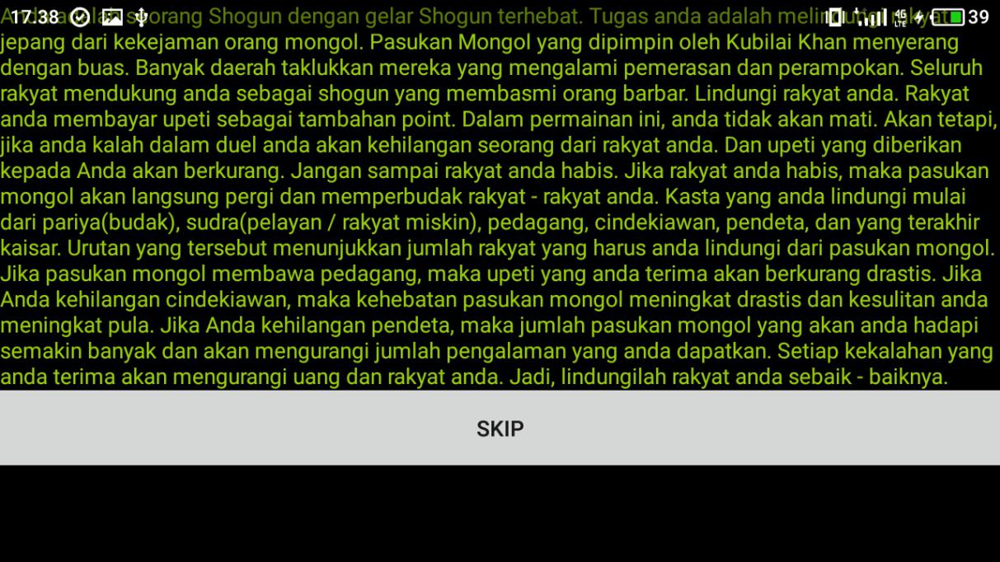 17.38 39
Anda adalah seorang Shogun dengan gelar Shogun terhebat. Tugas anda adalah melindungi rakyat
jepang dari kekejaman orang mongol. Pasukan Mongol yang dipimpin oleh Kubilai Khan menyerang
dengan buas. Banyak daerah taklukkan mereka yang mengalami pemerasan dan perampokan. Seluruh
rakyat mendukung anda sebagai shogun yang membasmi orang barbar. Lindungi rakyat anda. Rakyat
anda membayar upeti sebagai tambahan point. Dalam permainan ini, anda tidak akan mati. Akan tetapi,
jika anda kalah dalam duel anda akan kehilangan seorang dari rakyat anda. Dan upeti yang diberikan
kepada Anda akan berkurang. Jangan sampai rakyat anda habis. Jika rakyat anda habis, maka pasukan
mongol akan langsung pergi dan memperbudak rakyat - rakyat anda. Kasta yang anda lindungi mulai
dari pariya(budak), sudra(pelayan / rakyat miskin), pedagang, cindekiawan, pendeta, dan yang terakhir
kaisar. Urutan yang tersebut menunjukkan jumlah rakyat yang harus anda lindungi dari pasukan mongol.
Jika pasukan mongol membawa pedagang, maka upeti yang anda terima akan berkurang drastis. Jika
Anda kehilangan cindekiawan, maka kehebatan pasukan mongol meningkat drastis dan kesulitan anda
meningkat pula. Jika Anda kehilangan pendeta, maka jumlah pasukan mongol yang akan anda hadapi
semakin banyak dan akan mengurangi jumlah pengalaman yang anda dapatkan. Setiap kekalahan yang
anda terima akan mengurangi uang dan rakyat anda. Jadi, lindungilah rakyat anda sebaik - baiknya.
SKIP